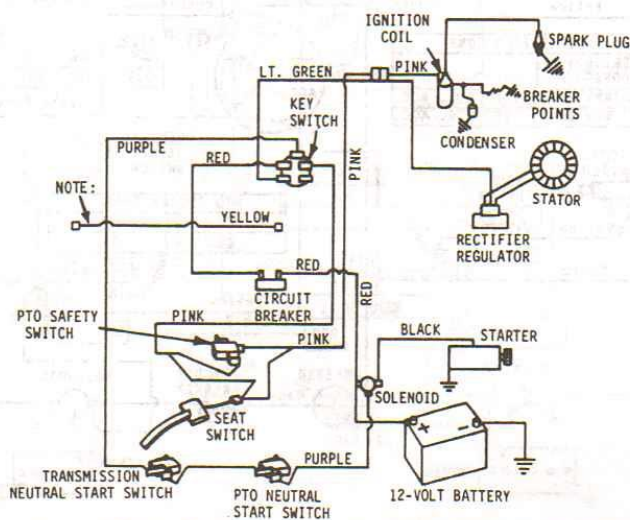 IGNITION
COIL
SPARK PLUG
LT. GREEN
PINK
KEY
SWITCH
BREAKER
POINTS
CONDENSER
PURPLE
RED
PINK
NOTE:
YELLOW
STATOR
RECTIFIER
REGULATOR
RED
CIRCUIT
BREAKER
RED
PTO SAFETY
SWITCH
PINK
PINK
BLACK
STARTER
SOLENOID
SEAT
SWITCH
+
-
PURPLE
TRANSMISSION
NEUTRAL START SWITCH
PTO NEUTRAL
START SWITCH
12-VOLT BATTERY